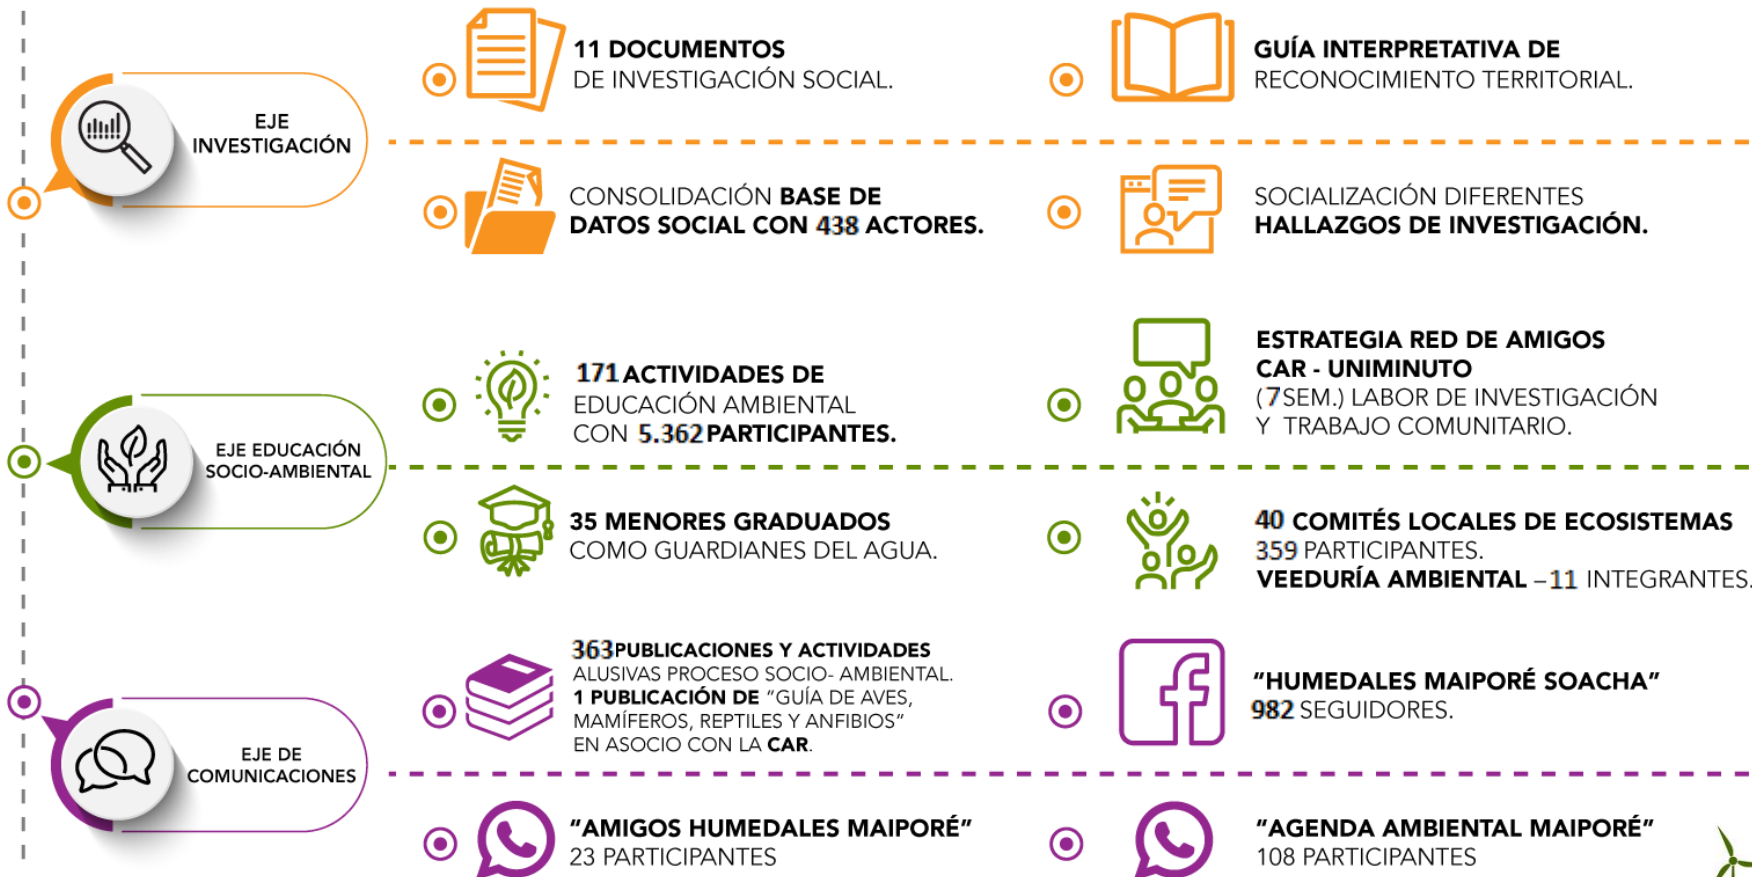 EJE
INVESTIGACIÓN
11 DOCUMENTOS
DE INVESTIGACIÓN SOCIAL.
GUÍA INTERPRETATIVA DE
RECONOCIMIENTO TERRITORIAL.
CONSOLIDACIÓN BASE DE
DATOS SOCIAL CON 438 ACTORES.
SOCIALIZACIÓN DIFERENTES
HALLAZGOS DE INVESTIGACIÓN.
EJE EDUCACIÓN
SOCIO-AMBIENTAL
171 ACTIVIDADES DE
EDUCACIÓN AMBIENTAL
CON 5.362 PARTICIPANTES.
ESTRATEGIA RED DE AMIGOS
CAR - UNIMINUTO
(7SEM.) LABOR DE INVESTIGACIÓN
Y TRABAJO COMUNITARIO.
35 MENORES GRADUADOS
COMO GUARDIANES DEL AGUA.
40 COMITÉS LOCALES DE ECOSISTEMAS
359 PARTICIPANTES.
VEEDURÍA AMBIENTAL –11 INTEGRANTES.
EJE DE
COMUNICACIONES
363 PUBLICACIONES Y ACTIVIDADES
ALUSIVAS PROCESO SOCIO- AMBIENTAL.
1 PUBLICACIÓN DE "GUÍA DE AVES,
MAMÍFEROS, REPTILES Y ANFIBIOS"
EN ASOCIO CON LA CAR.
"HUMEDALES MAIPORÉ SOACHA"
982 SEGUIDORES.
"AMIGOS HUMEDALES MAIPORÉ"
23 PARTICIPANTES
"AGENDA AMBIENTAL MAIPORÉ"
108 PARTICIPANTES